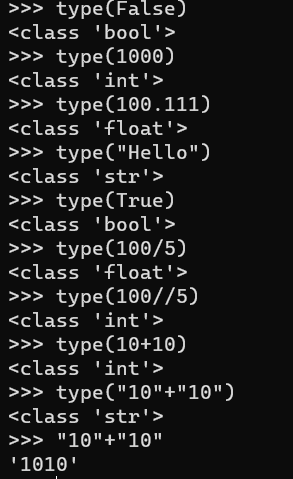 >>> type(False)
<class 'bool'>
>>> type(1000)
<class 'int'>
>>> type(100.111)
<class 'float'>
>>> type("Hello")
<class 'str'>
>>> type(True)
<class 'bool'>
>>> type(100/5)
<class 'float'>
>>> type(100//5)
<class 'int'>
>>> type(10+10)
<class 'int'>
>>> type("10"+"10")
<class 'str'>
>>> "10"+"10"
'1010'